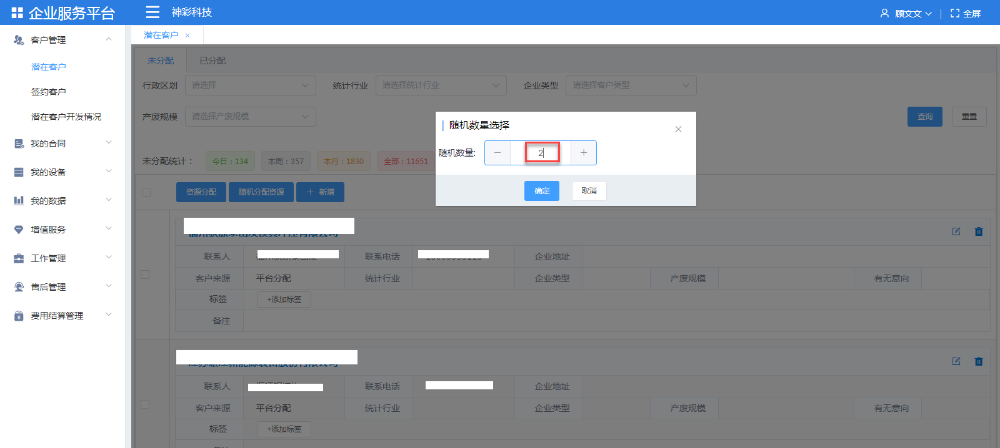 企业服务平台
神彩科技
顾文文
全屏
客户管理
潜在客户
签约客户
潜在客户开发情况
我的合同
我的设备
我的数据
增值服务
工作管理
售后管理
费用结算管理
潜在客户 ×
未分配 已分配
行政区划 请选择 统计行业 请选择统计行业 企业类型 请选择客户类型
产废规模 请选择产废规模
查询 重置
随机数量选择
随机数量: − 2 +
确定 取消
未分配统计： 今日：134 本周：357 本月：1830 全部：11651
资源分配 随机分配资源 + 新增
联系人 联系电话 企业地址
客户来源 平台分配 统计行业 企业类型 产废规模 有无意向
标签 +添加标签
备注
联系人 联系电话 企业地址
客户来源 平台分配 统计行业 企业类型 产废规模 有无意向
标签 +添加标签